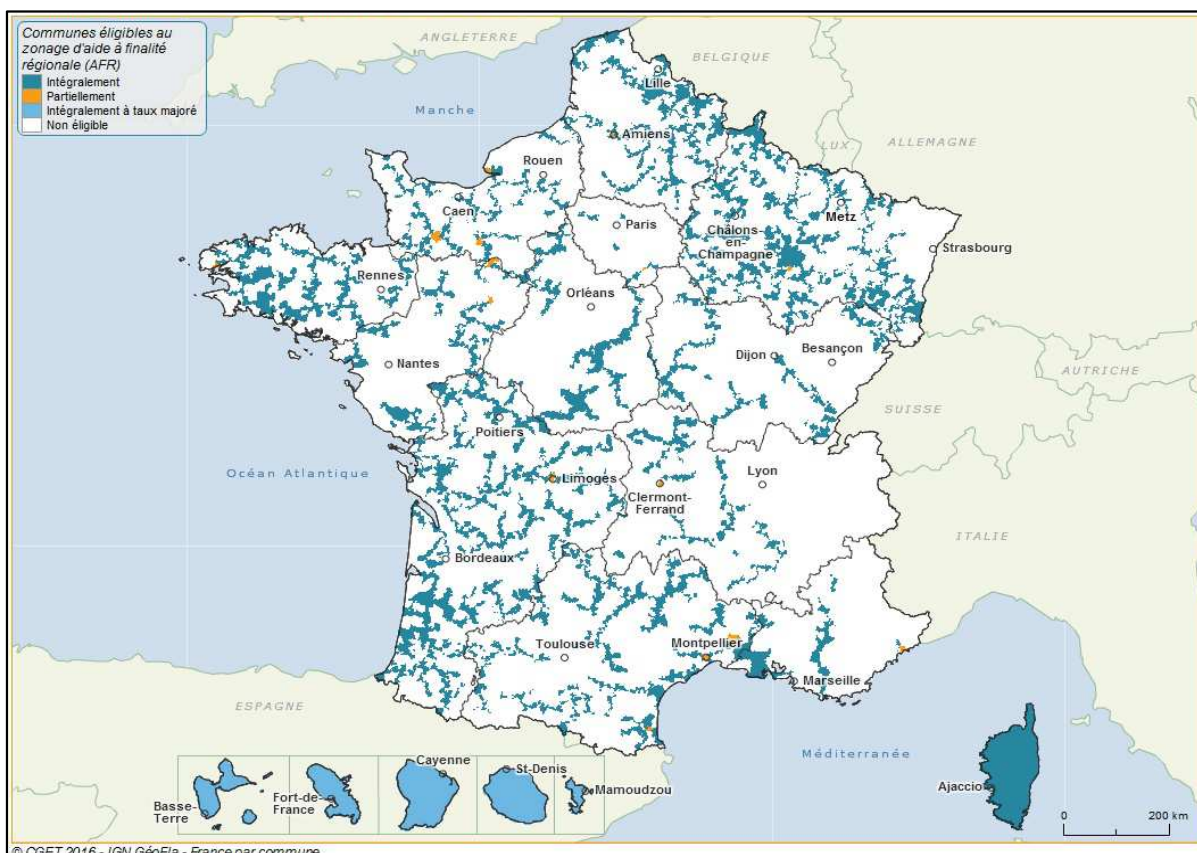 Communes éligibles au
zonage d'aide à finalité
régionale (AFR)
Intégralement
Partiellement
Intégralement à taux majoré
Non éligible
ANGLETERRE
BELGIQUE
Lille
Manche
Amiens
LUX
ALLEMAGNE
Rouen
Caen
Paris
Metz
Châlons-
en-
Champagne
Strasbourg
Rennes
Orléans
Nantes
Dijon
Besançon
AUTRICHE
SUISSE
Poitiers
Océan Atlantique
Limoges
Clermont-
Ferrand
Lyon
ITALIE
Bordeaux
Toulouse
Montpellier
Marseille
ESPAGNE
Méditerranée
Cayenne
St-Denis
Basse-
Terre
Fort-de-
France
Mamoudzou
Ajaccio
0
200 km
© CGET 2016 - IGN GéoFla - France par commune